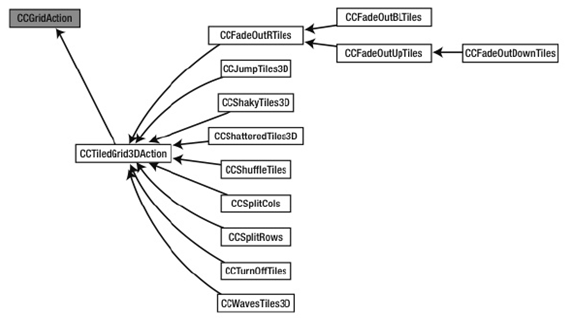 CCGridAction
CCFadeOutBLTiles
CCFadeOutRTiles
CCFadeOutUpTiles
CCFadeOutDownTiles
CCJumpTiles3D
CCShakyTiles3D
CCShatteredTiles3D
CCTiledGrid3DAction
CCShuffleTiles
CCSplitCols
CCSplitRows
CCTurnOffTiles
CCWavesTiles3D